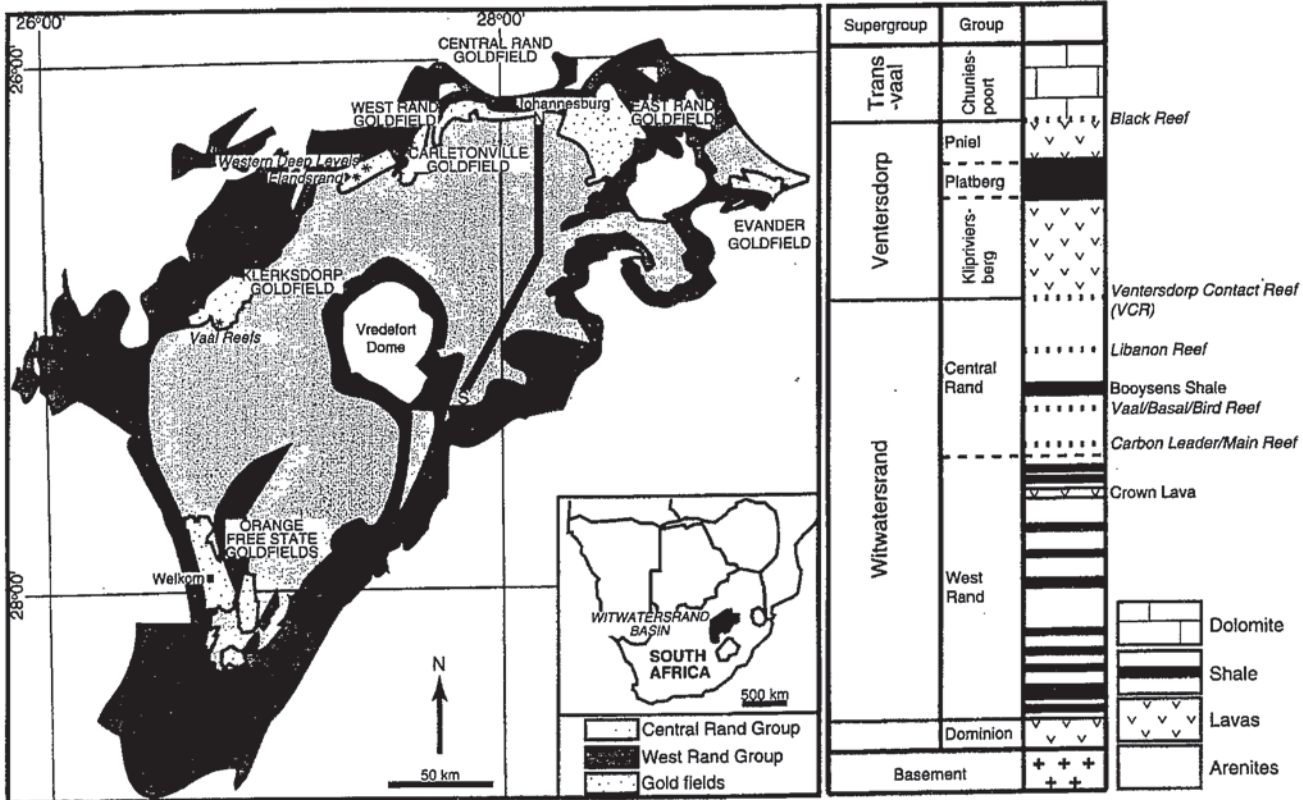 26°00'
28°00'
26°00'
28°00'
CENTRAL RAND
GOLDFIELD
WEST RAND
GOLDFIELD
Johannesburg
EAST RAND
GOLDFIELD
N
Western Deep Levels
Elandsrand
CARLETONVILLE
GOLDFIELD
EVANDER
GOLDFIELD
KLERKSDORP
GOLDFIELD
Vaal Reefs
Vredefort
Dome
S
ORANGE
FREE STATE
GOLDFIELDS
Welkom
N
50 km
WITWATERSRAND
BASIN
SOUTH
AFRICA
500 km
Central Rand Group
West Rand Group
Gold fields
Supergroup
Group
Trans
-vaal
Chunies-
poort
Black Reef
Ventersdorp
Pniel
Platberg
Klipriviers-
berg
Ventersdorp Contact Reef
(VCR)
Witwatersrand
Central
Rand
Libanon Reef
Booysens Shale
Vaal/Basal/Bird Reef
Carbon Leader/Main Reef
Crown Lava
West
Rand
Dominion
Basement
Dolomite
Shale
Lavas
Arenites